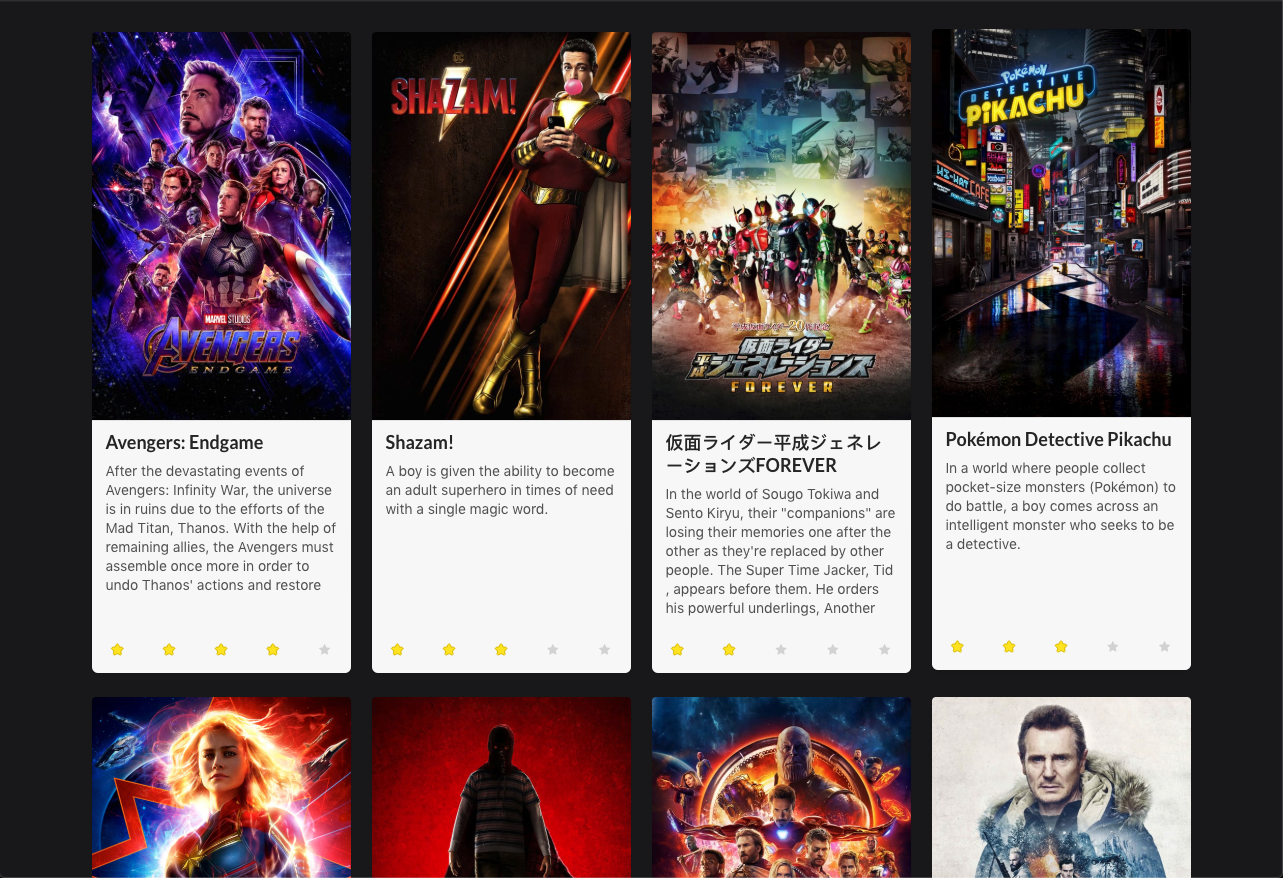 DC
SHAZAM!
POKÉMON
DETECTIVE
PIKACHU
HI-HAT
CAFE
MARVEL STUDIOS
AVENGERS
ENDGAME
仮面ライダー
平成ジェネレーションズ
FOREVER
Avengers: Endgame
After the devastating events of
Avengers: Infinity War, the universe
is in ruins due to the efforts of the
Mad Titan, Thanos. With the help of
remaining allies, the Avengers must
assemble once more in order to
undo Thanos' actions and restore
Shazam!
A boy is given the ability to become
an adult superhero in times of need
with a single magic word.
仮面ライダー平成ジェネレ
ーションズFOREVER
In the world of Sougo Tokiwa and
Sento Kiryu, their "companions" are
losing their memories one after the
other as they're replaced by other
people. The Super Time Jacker, Tid
, appears before them. He orders
his powerful underlings, Another
Pokémon Detective Pikachu
In a world where people collect
pocket-size monsters (Pokémon) to
do battle, a boy comes across an
intelligent monster who seeks to be
a detective.